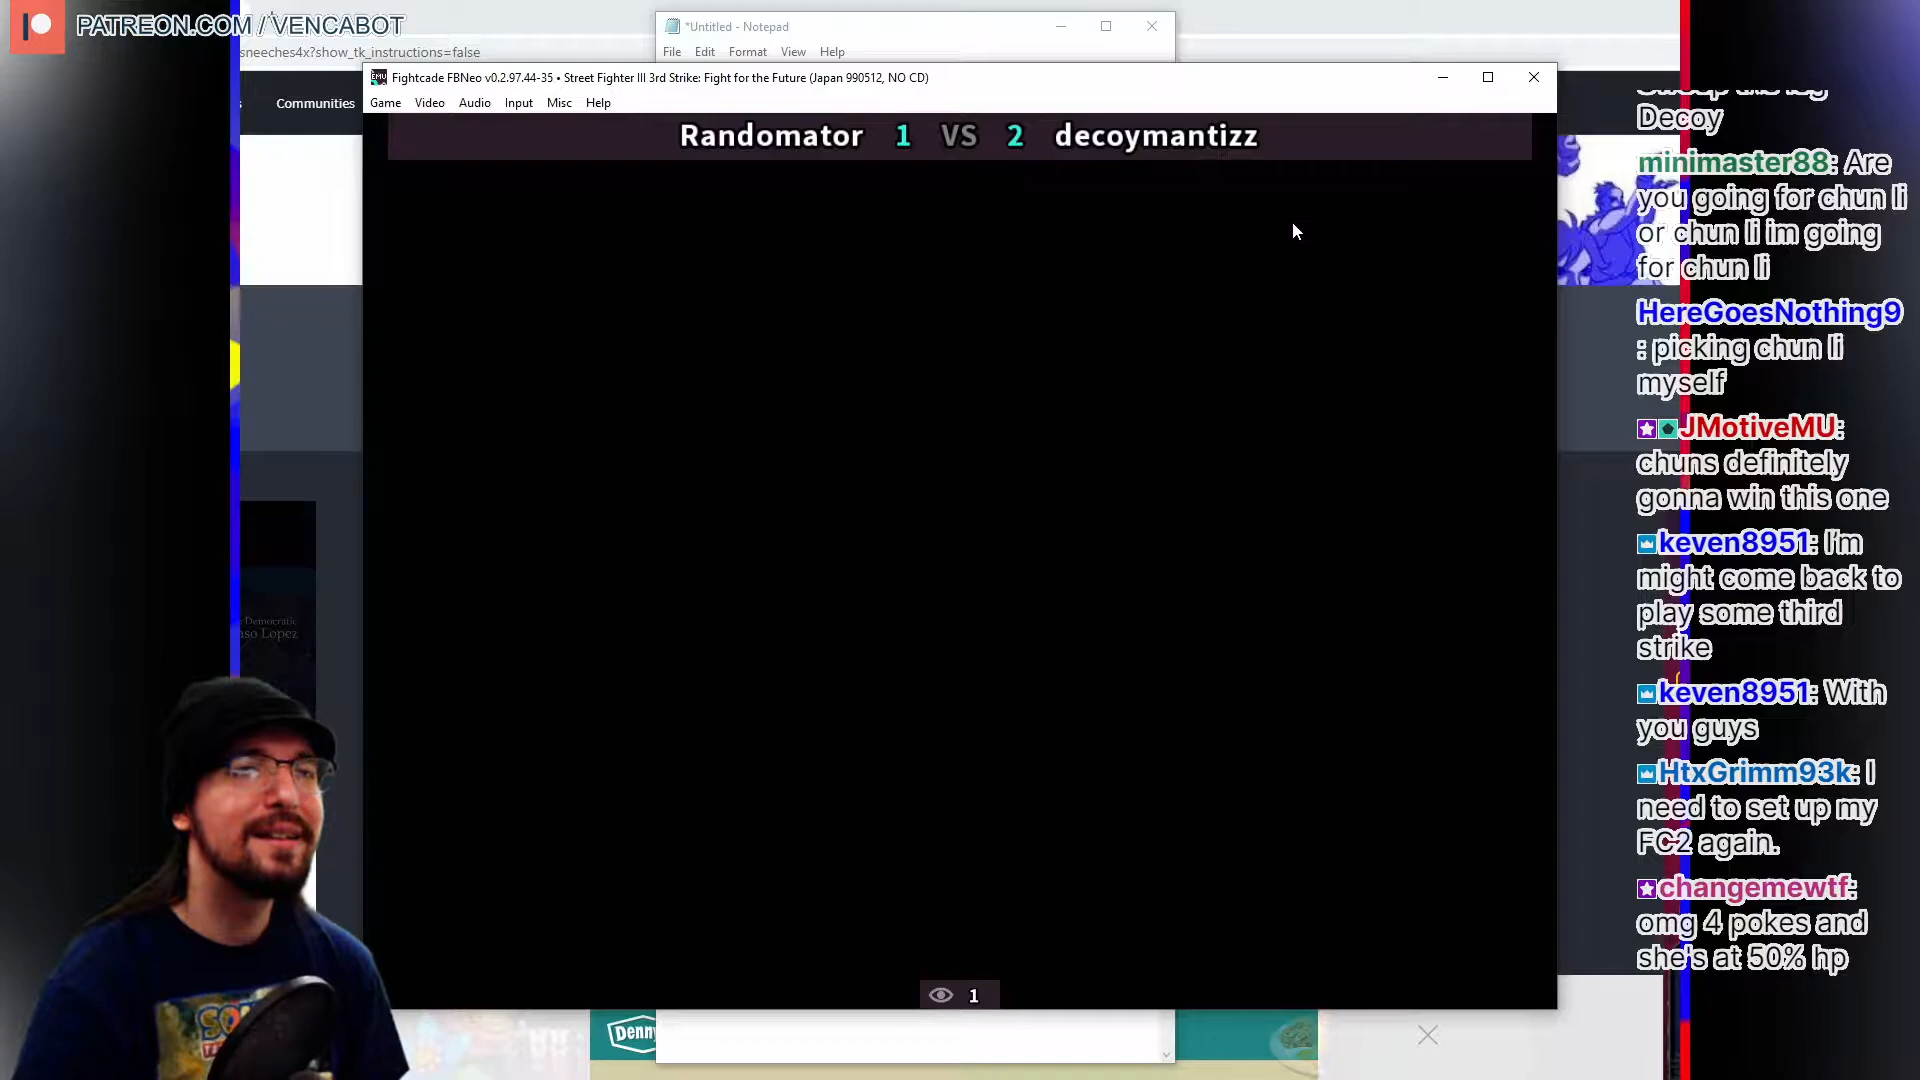 PATREON.COM / VENCABOT
sneeches4x?show_tk_instructions=false
*Untitled - Notepad
File Edit Format View Help
Communities
Fightcade FBNeo v0.2.97.44-35 • Street Fighter III 3rd Strike: Fight for the Future (Japan 990512, NO CD)
Game Video Audio Input Misc Help
Randomator 1 VS 2 decoymantizz
Decoy
minimaster88: Are
you going for chun li
or chun li im going
for chun li
HereGoesNothing9
: picking chun li
myself
JMotiveMU:
chuns definitely
gonna win this one
keven8951: I'm
might come back to
play some third
strike
keven8951: With
you guys
HtxGrimm93k: I
need to set up my
FC2 again.
changemewtf:
omg 4 pokes and
she's at 50% hp
Democratic
aso Lopez
1
Denny